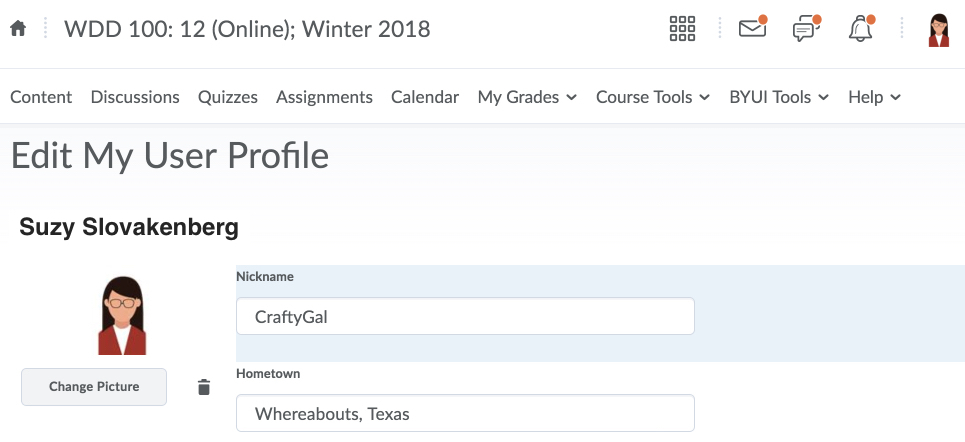 WDD 100: 12 (Online); Winter 2018
Content Discussions Quizzes Assignments Calendar My Grades Course Tools BYUI Tools Help
Edit My User Profile
Suzy Slovakenberg
Nickname
CraftyGal
Change Picture
Hometown
Whereabouts, Texas